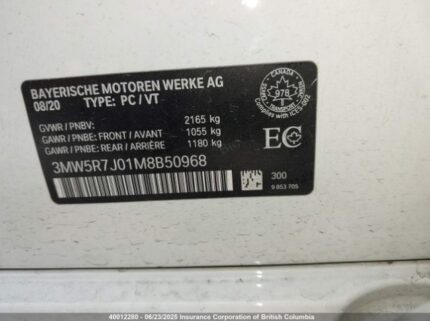 BAYERISCHE MOTOREN WERKE AG
08/20 TYPE: PC / VT
GVWR / PNBV: 2165 kg
GAWR / PNBE: FRONT / AVANT 1055 kg
GAWR / PNBE: REAR / ARRIÈRE 1180 kg
3MW5R7J01M8B50968
CANADA
978
T
TRANSPORT
EC
300
9 853 705
40012280 - 06/23/2025 Insurance Corporation of
British Columbia